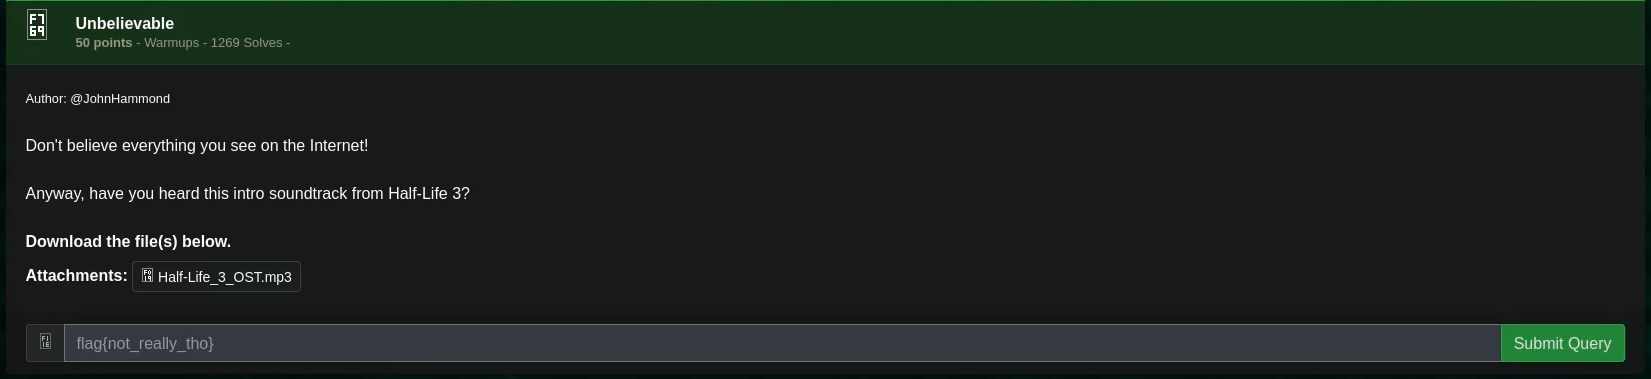 Unbelievable
50 points - Warmups - 1269 Solves -
Author: @JohnHammond
Don't believe everything you see on the Internet!
Anyway, have you heard this intro soundtrack from Half-Life 3?
Download the file(s) below.
Attachments: Half-Life_3_OST.mp3
flag{not_really_tho}
Submit Query